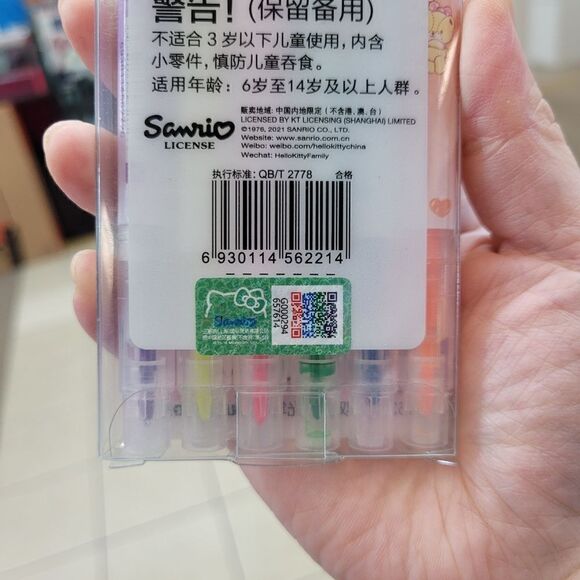 警告！(保留备用)
不适合 3 岁以下儿童使用，内含
小零件，慎防儿童吞食。
适用年龄：6岁至14岁及以上人群。
Sanrio
LICENSE
贩卖地域：中国内地限定（不含港、澳、台）
LICENSED BY KT LICENSING (SHANGHAI) LIMITED
©1976, 2021 SANRIO CO., LTD.
Website: www.sanrio.com.cn
Weibo: weibo.com/hellokittychina
Wechat: HelloKittyFamily
执行标准：QB/T 2778 合格
6 930114 562214
Sanrio
G000294
657614